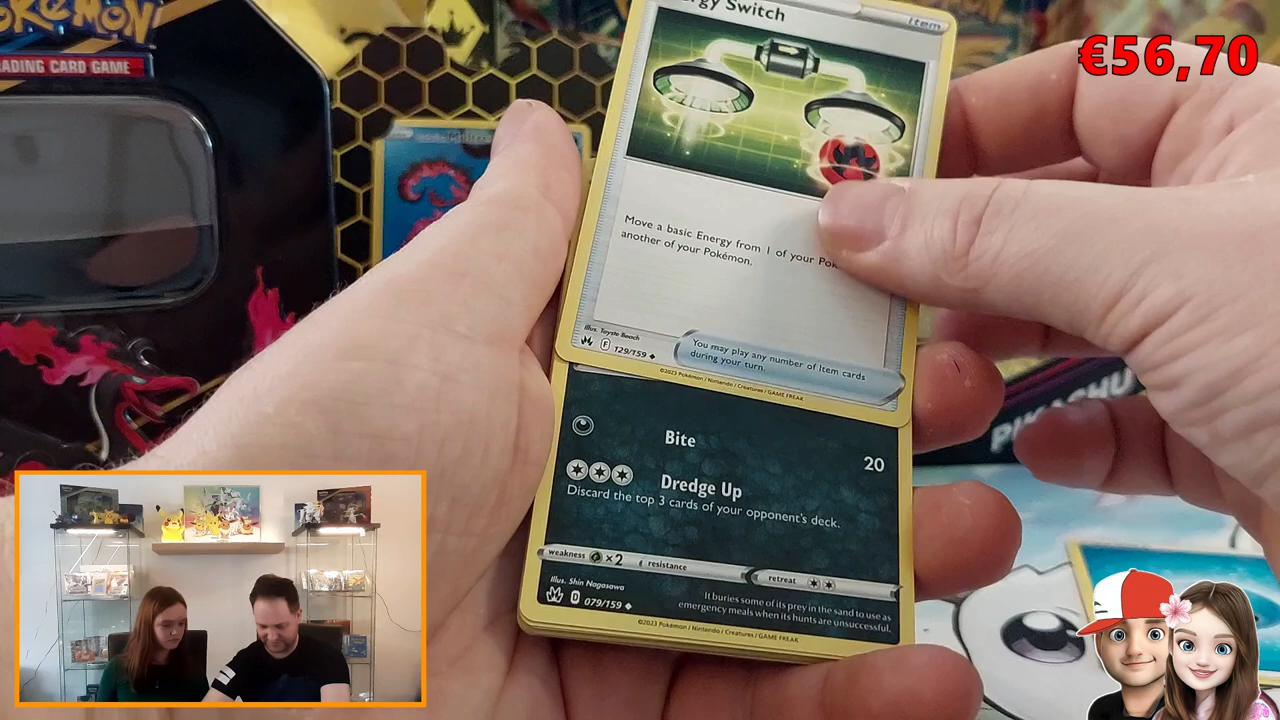 POKÉMON
TRADING CARD GAME
€56,70
ergy Switch
Item
Move a basic Energy from 1 of your Pok
another of your Pokémon.
Illus. Toyste Beach
F 129/159
You may play any number of Item cards
during your turn.
©2023 Pokémon / Nintendo / Creatures / GAME FREAK
Bite
20
Dredge Up
Discard the top 3 cards of your opponent's deck.
weakness ×2 resistance retreat
Illus. Shin Nagasawa
D 079/159
It buries some of its prey in the sand to use as
emergency meals when its hunts are unsuccessful.
©2023 Pokémon / Nintendo / Creatures / GAME FREAK
PIKACHU